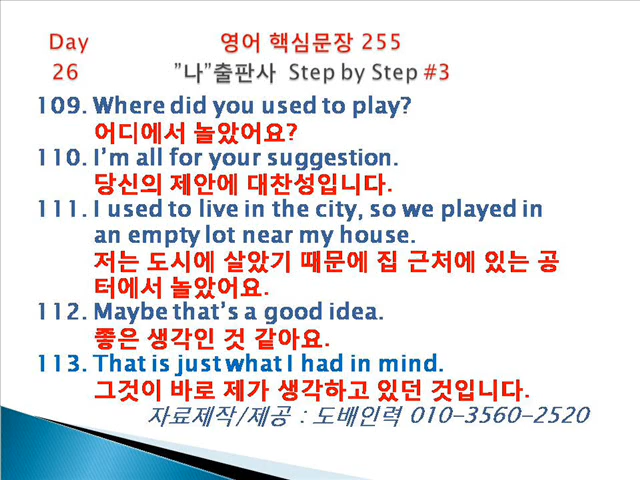 Day 영어 핵심문장 255
26 "나"출판사 Step by Step #3
109. Where did you used to play?
어디에서 놀았어요?
110. I'm all for your suggestion.
당신의 제안에 대찬성입니다.
111. I used to live in the city, so we played in
an empty lot near my house.
저는 도시에 살았기 때문에 집 근처에 있는 공
터에서 놀았어요.
112. Maybe that's a good idea.
좋은 생각인 것 같아요.
113. That is just what I had in mind.
그것이 바로 제가 생각하고 있던 것입니다.
자료제작/제공 : 도배인력 010-3560-2520